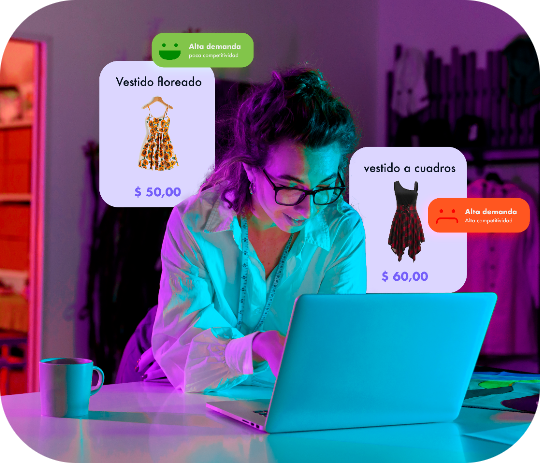 Alta demanda
poca competitividad
Vestido floreado
$ 50,00
vestido a cuadros
Alta demanda
Alta competitividad
$ 60,00